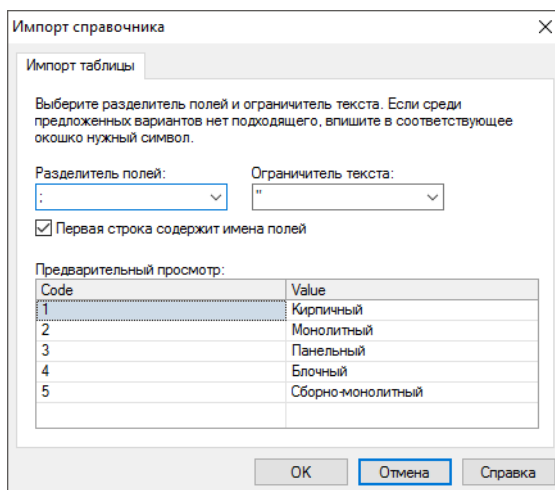 Импорт справочника
Импорт таблицы
Выберите разделитель полей и ограничитель текста. Если среди
предложенных вариантов нет подходящего, впишите в соответствующее
окошко нужный символ.
Разделитель полей: Ограничитель текста:
; "
Первая строка содержит имена полей
Предварительный просмотр:
Code Value
1 Кирпичный
2 Монолитный
3 Панельный
4 Блочный
5 Сборно-монолитный
OK Отмена Справка